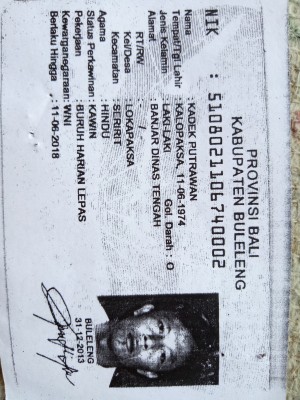 PROVINSI BALI
KABUPATEN BULELENG
NIK : 5108021106740002
Nama : KADEK PUTRAWAN
Tempat/Tgl Lahir : KALOPAKSA, 11-06-1974
Jenis Kelamin : LAKI-LAKI Gol. Darah : O
Alamat : BANJAR DINAS TENGAH
RT/RW : /
Kel/Desa : LOKAPAKSA
Kecamatan : SERIRIT
Agama : HINDU
Status Perkawinan : KAWIN
Pekerjaan : BURUH HARIAN LEPAS
Kewarganegaraan: WNI
Berlaku Hingga : 11-06-2018
BULELENG
31-12-2013